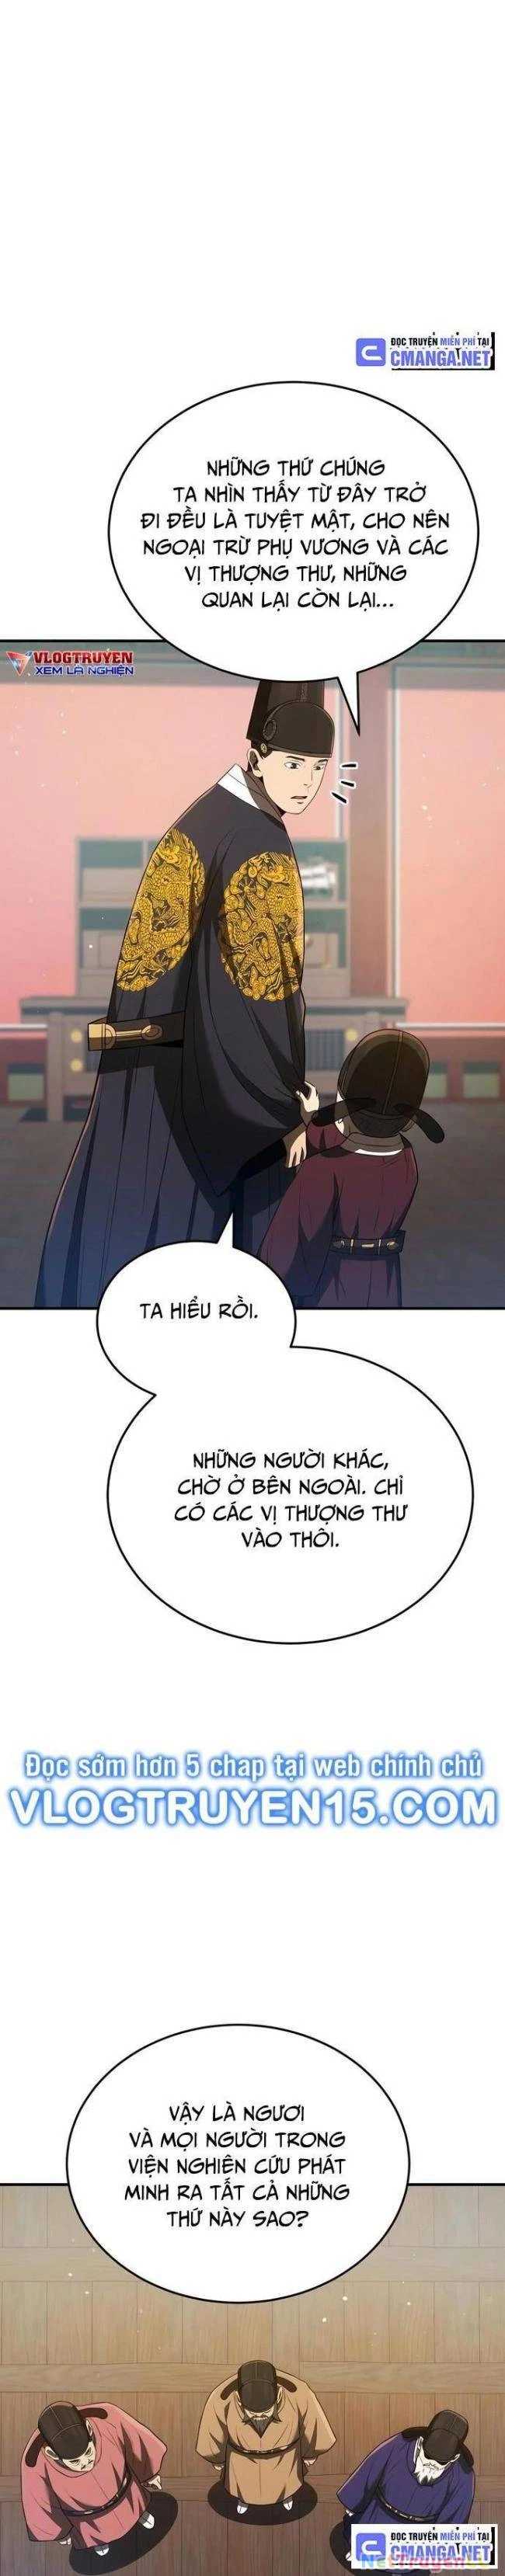 ĐỌC TRUYỆN MIỄN PHÍ TẠI
CMANGA.NET
NHỮNG THỨ CHÚNG
TA NHÌN THẤY TỪ ĐÂY TRỞ
ĐI ĐỀU LÀ TUYỆT MẬT, CHO NÊN
NGOẠI TRỪ PHỤ VƯƠNG VÀ CÁC
VỊ THƯỢNG THƯ, NHỮNG
QUAN LẠI CÒN LẠI...
VLOGTRUYEN
XEM LÀ NGHIỆN
TA HIỂU RỒI.
NHỮNG NGƯỜI KHÁC,
CHỜ Ở BÊN NGOÀI. CHỈ
CÓ CÁC VỊ THƯỢNG THƯ
VÀO THÔI.
Đọc sớm hơn 5 chap tại web chính chủ
VLOGTRUYEN15.COM
VẬY LÀ NGƯƠI
VÀ MỌI NGƯỜI TRONG
VIỆN NGHIÊN CỨU PHÁT
MINH RA TẤT CẢ NHỮNG
THỨ NÀY SAO?
ĐỌC TRUYỆN MIỄN PHÍ TẠI
CMANGA.NET